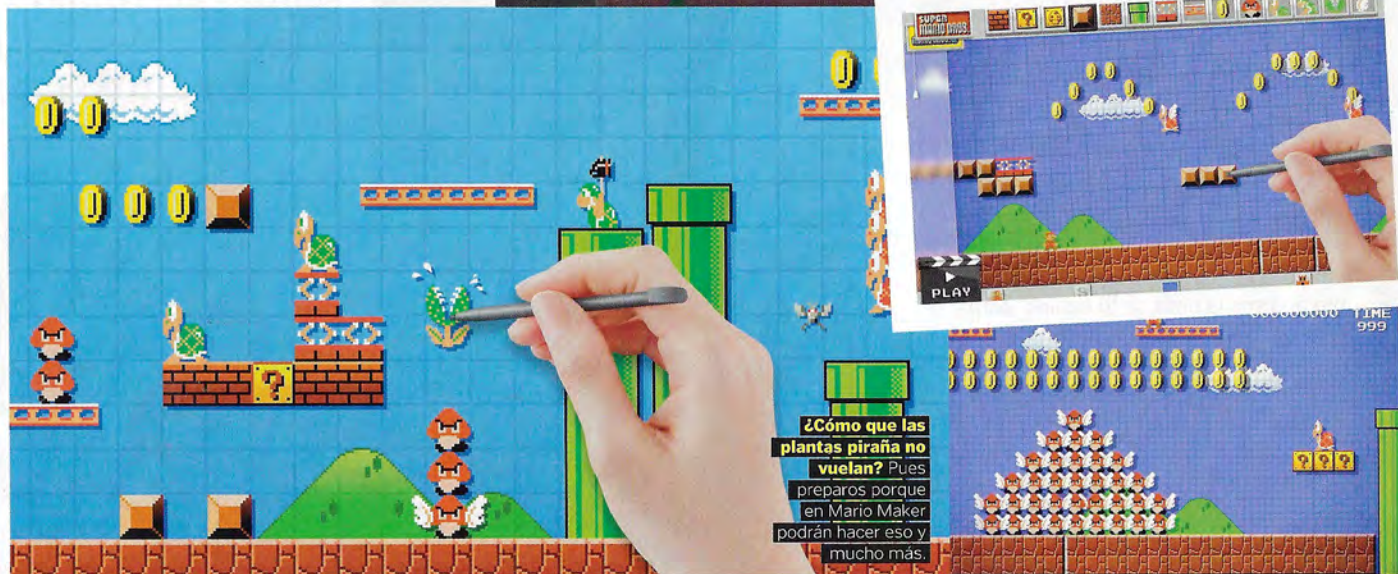 SUPER
MARIO BROS.
PLAY
TIME
999
¿Cómo que las
plantas piraña no
vuelan? Pues
preparos porque
en Mario Maker
podrán hacer eso y
mucho más.